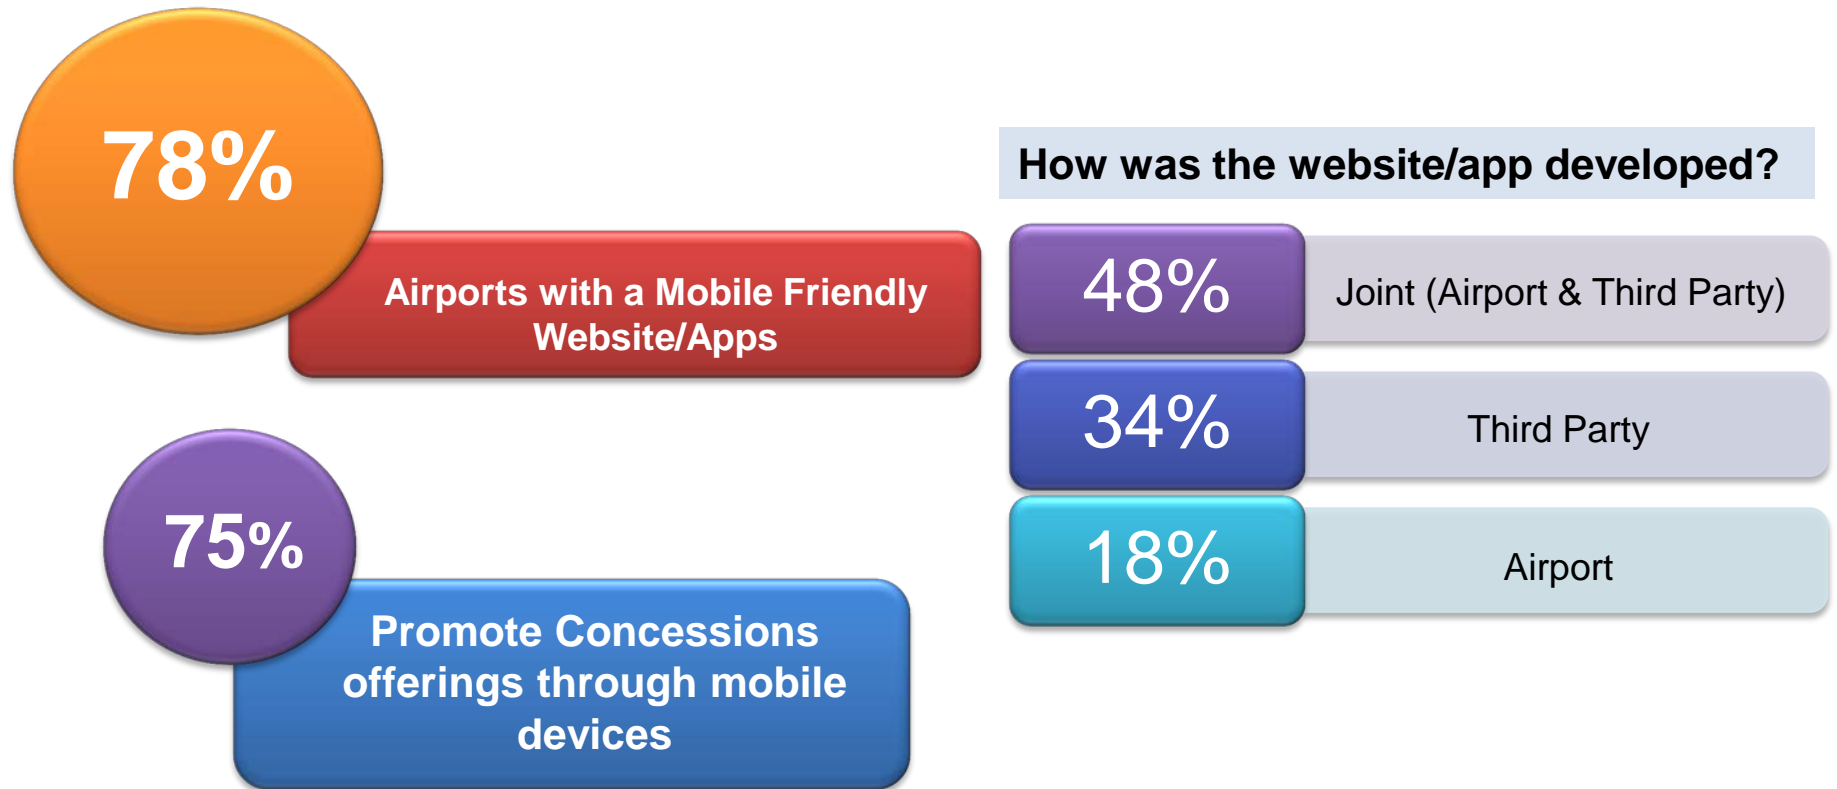 78%
Airports with a Mobile Friendly
Website/Apps
75%
Promote Concessions
offerings through mobile
devices
How was the website/app developed?
48%
Joint (Airport & Third Party)
34%
Third Party
18%
Airport